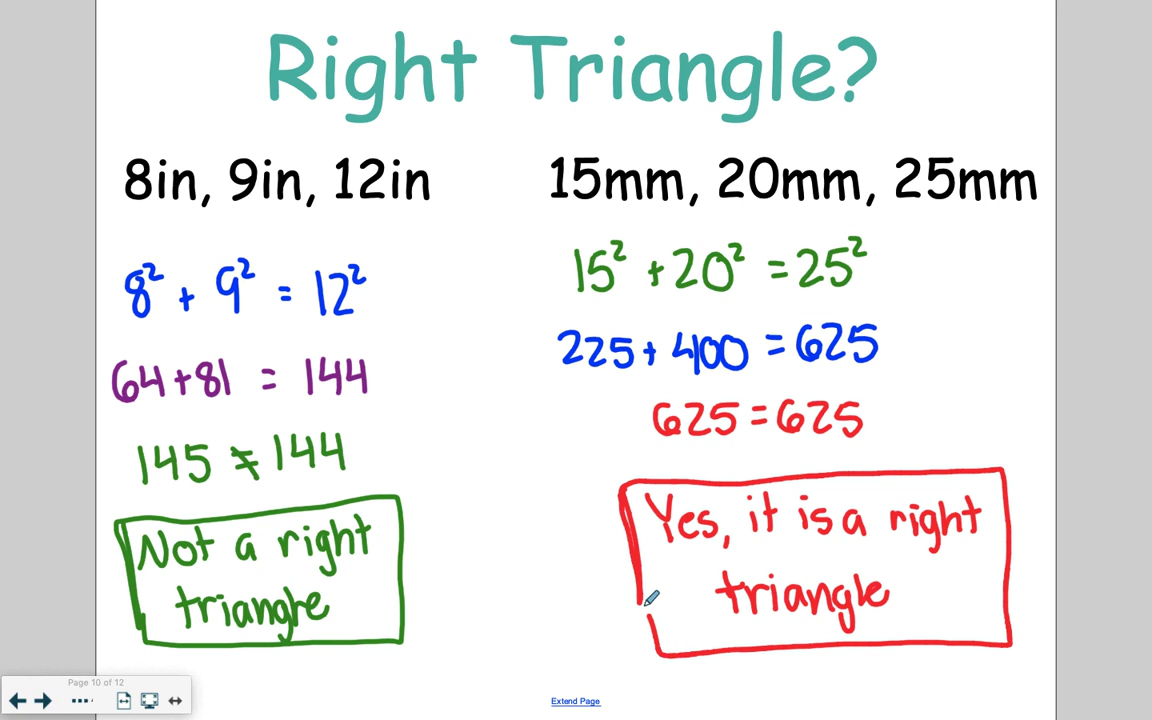 Right Triangle?
8in, 9in, 12in
8² + 9² = 12²
64+81 = 144
145 ≠ 144
Not a right
triangle
15mm, 20mm, 25mm
15² +20² =25²
225+ 400 =625
625 =625
Yes, it is a right
triangle
Page 10 of 12
Extend Page